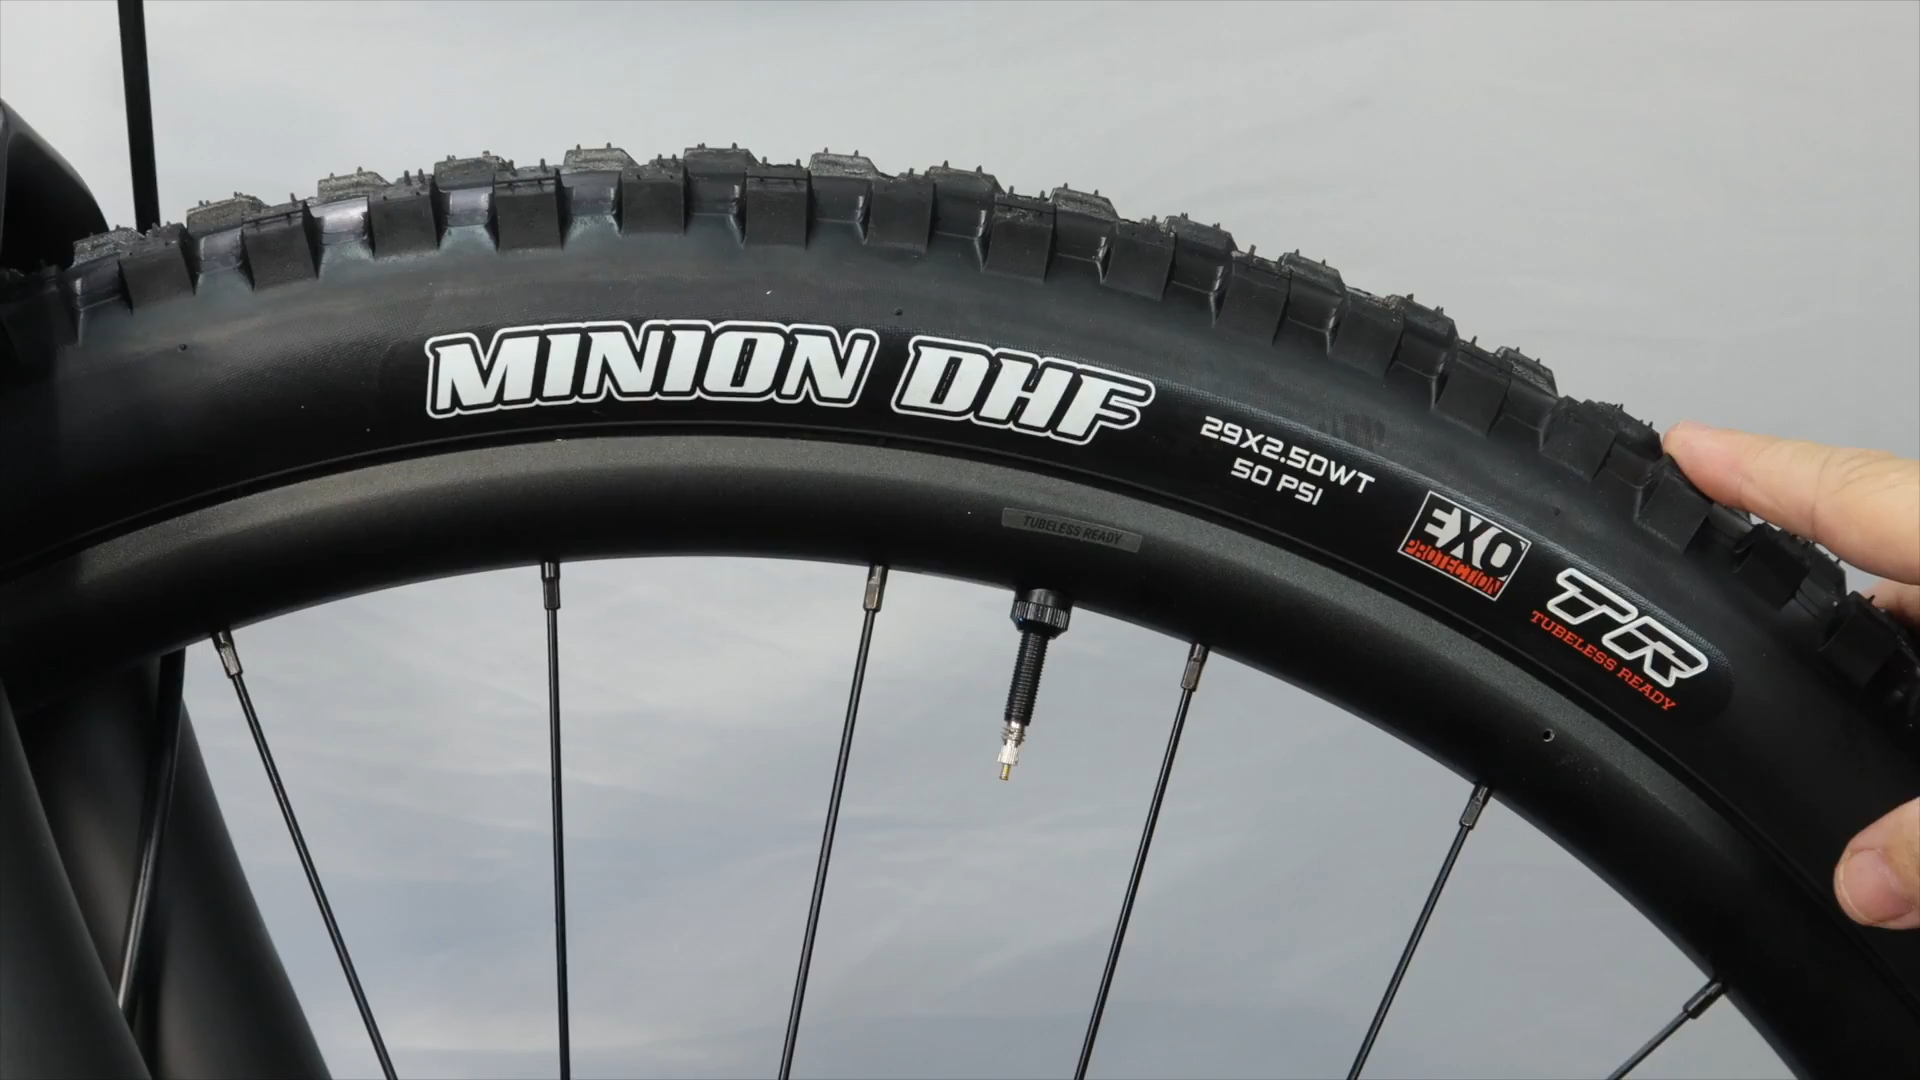 MINION DHF
29X2.50WT
50 PSI
EXO
PROTECTION
TR
TUBELESS READY
TUBELESS READY